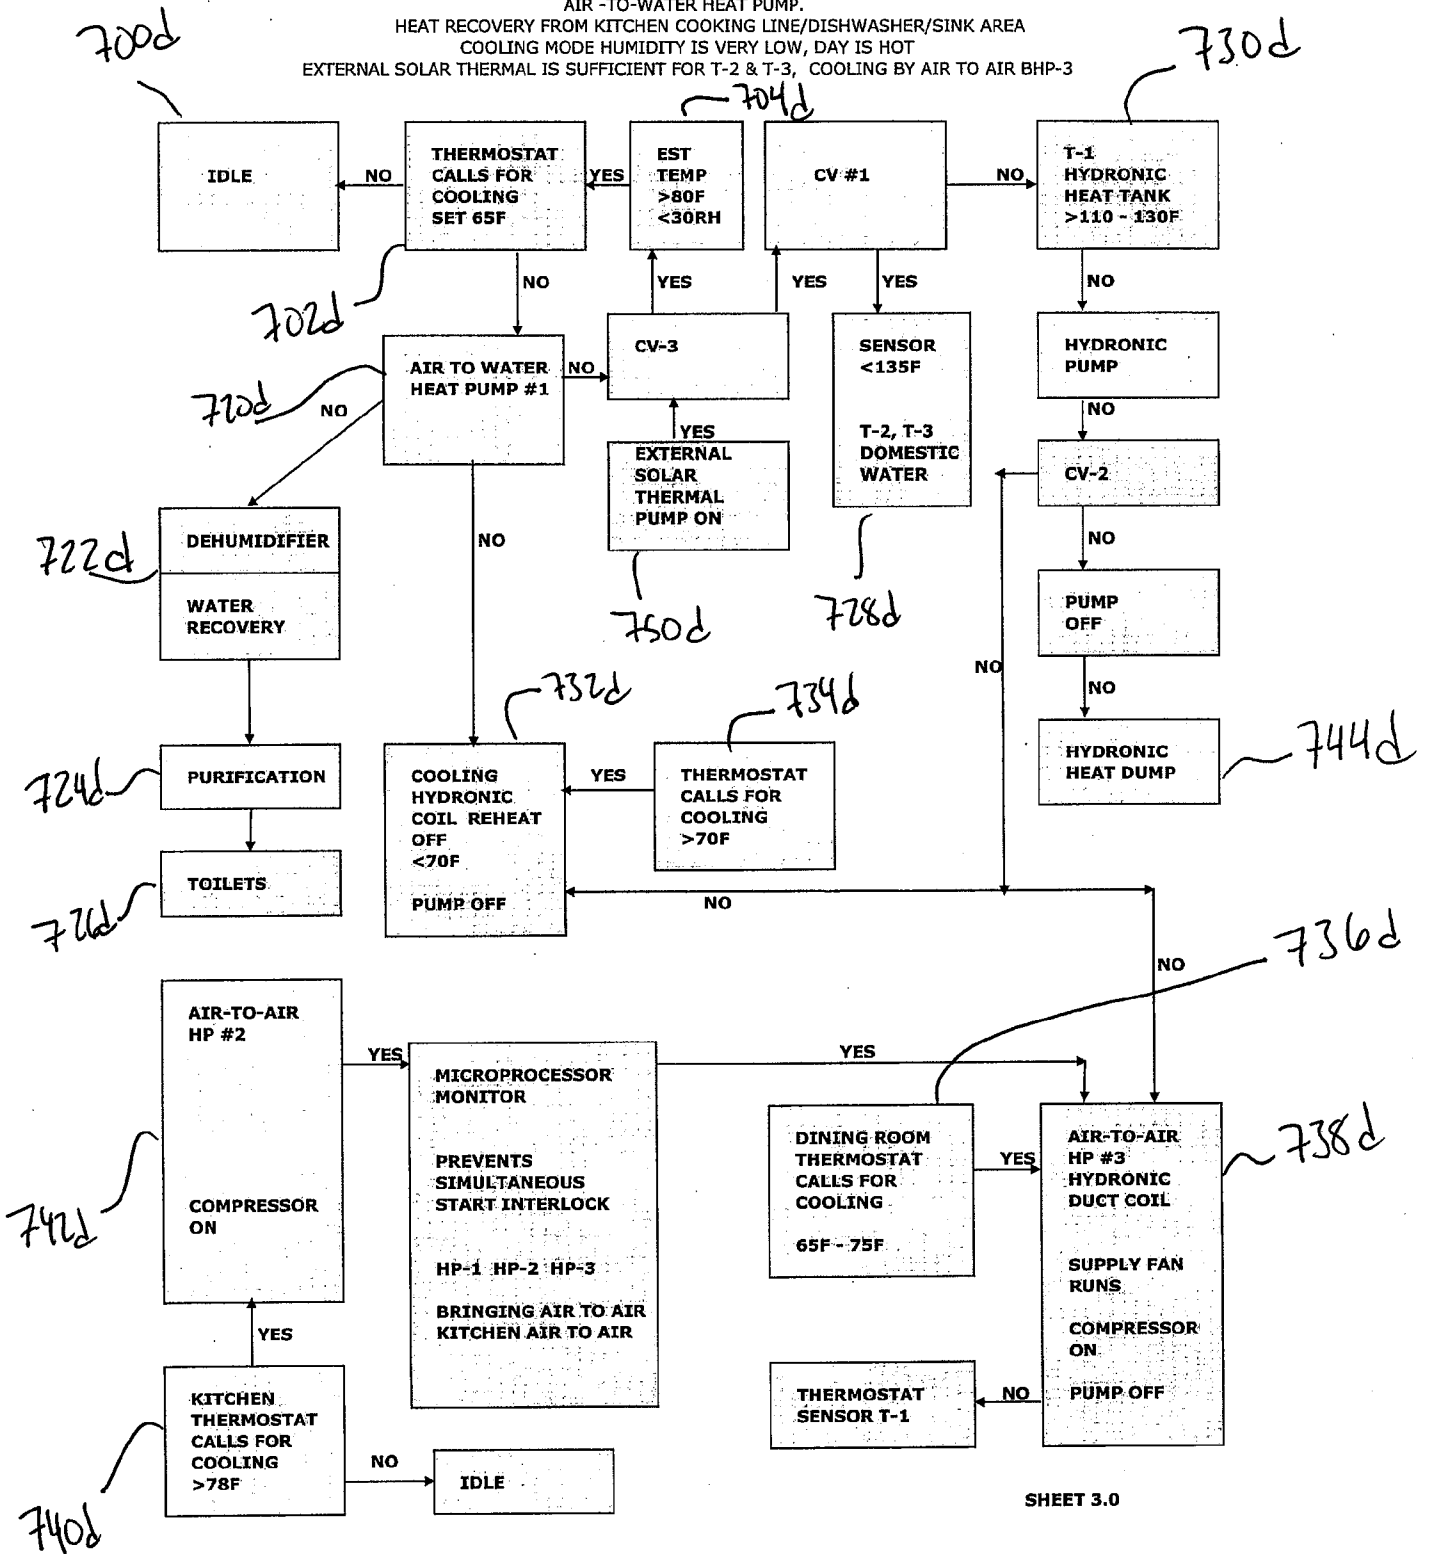 AIR -TO-WATER HEAT PUMP.
HEAT RECOVERY FROM KITCHEN COOKING LINE/DISHWASHER/SINK AREA
COOLING MODE HUMIDITY IS VERY LOW, DAY IS HOT
EXTERNAL SOLAR THERMAL IS SUFFICIENT FOR T-2 & T-3, COOLING BY AIR TO AIR BHP-3
700d
704d
730d
IDLE
NO
THERMOSTAT
CALLS FOR
COOLING
SET 65F
YES
EST
TEMP
>80F
<30RH
CV #1
NO
T-1
HYDRONIC
HEAT TANK
>110 - 130F
702d
NO
YES
YES
YES
NO
720d
AIR TO WATER
HEAT PUMP #1
NO
CV-3
SENSOR
<135F
T-2, T-3
DOMESTIC
WATER
HYDRONIC
PUMP
NO
NO
YES
EXTERNAL
SOLAR
THERMAL
PUMP ON
CV-2
NO
722d
DEHUMIDIFIER
WATER
RECOVERY
NO
750d
728d
PUMP
OFF
NO
NO
732d
734d
744d
HYDRONIC
HEAT DUMP
724d
PURIFICATION
COOLING
HYDRONIC
COIL REHEAT
OFF
<70F
PUMP OFF
YES
THERMOSTAT
CALLS FOR
COOLING
>70F
726d
TOILETS
NO
736d
NO
AIR-TO-AIR
HP #2
COMPRESSOR
ON
742d
YES
MICROPROCESSOR
MONITOR
PREVENTS
SIMULTANEOUS
START INTERLOCK
HP-1 HP-2 HP-3
BRINGING AIR TO AIR
KITCHEN AIR TO AIR
YES
DINING ROOM
THERMOSTAT
CALLS FOR
COOLING
65F - 75F
YES
AIR-TO-AIR
HP #3
HYDRONIC
DUCT COIL
SUPPLY FAN
RUNS
COMPRESSOR
ON
PUMP OFF
738d
YES
KITCHEN
THERMOSTAT
CALLS FOR
COOLING
>78F
740d
NO
IDLE
THERMOSTAT
SENSOR T-1
NO
SHEET 3.0